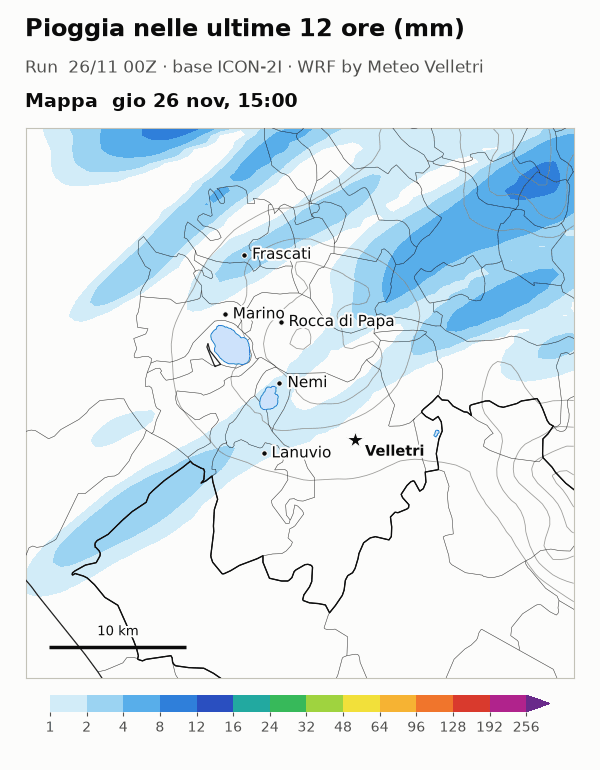 Pioggia nelle ultime 12 ore (mm)
Run  26/11 00Z · base ICON-2I · WRF by Meteo Velletri
Mappa  gio 26 nov, 15:00
Frascati
Marino
Rocca di Papa
Nemi
Velletri
Lanuvio
10 km
1 2 4 8 12 16 24 32 48 64 96 128 192 256